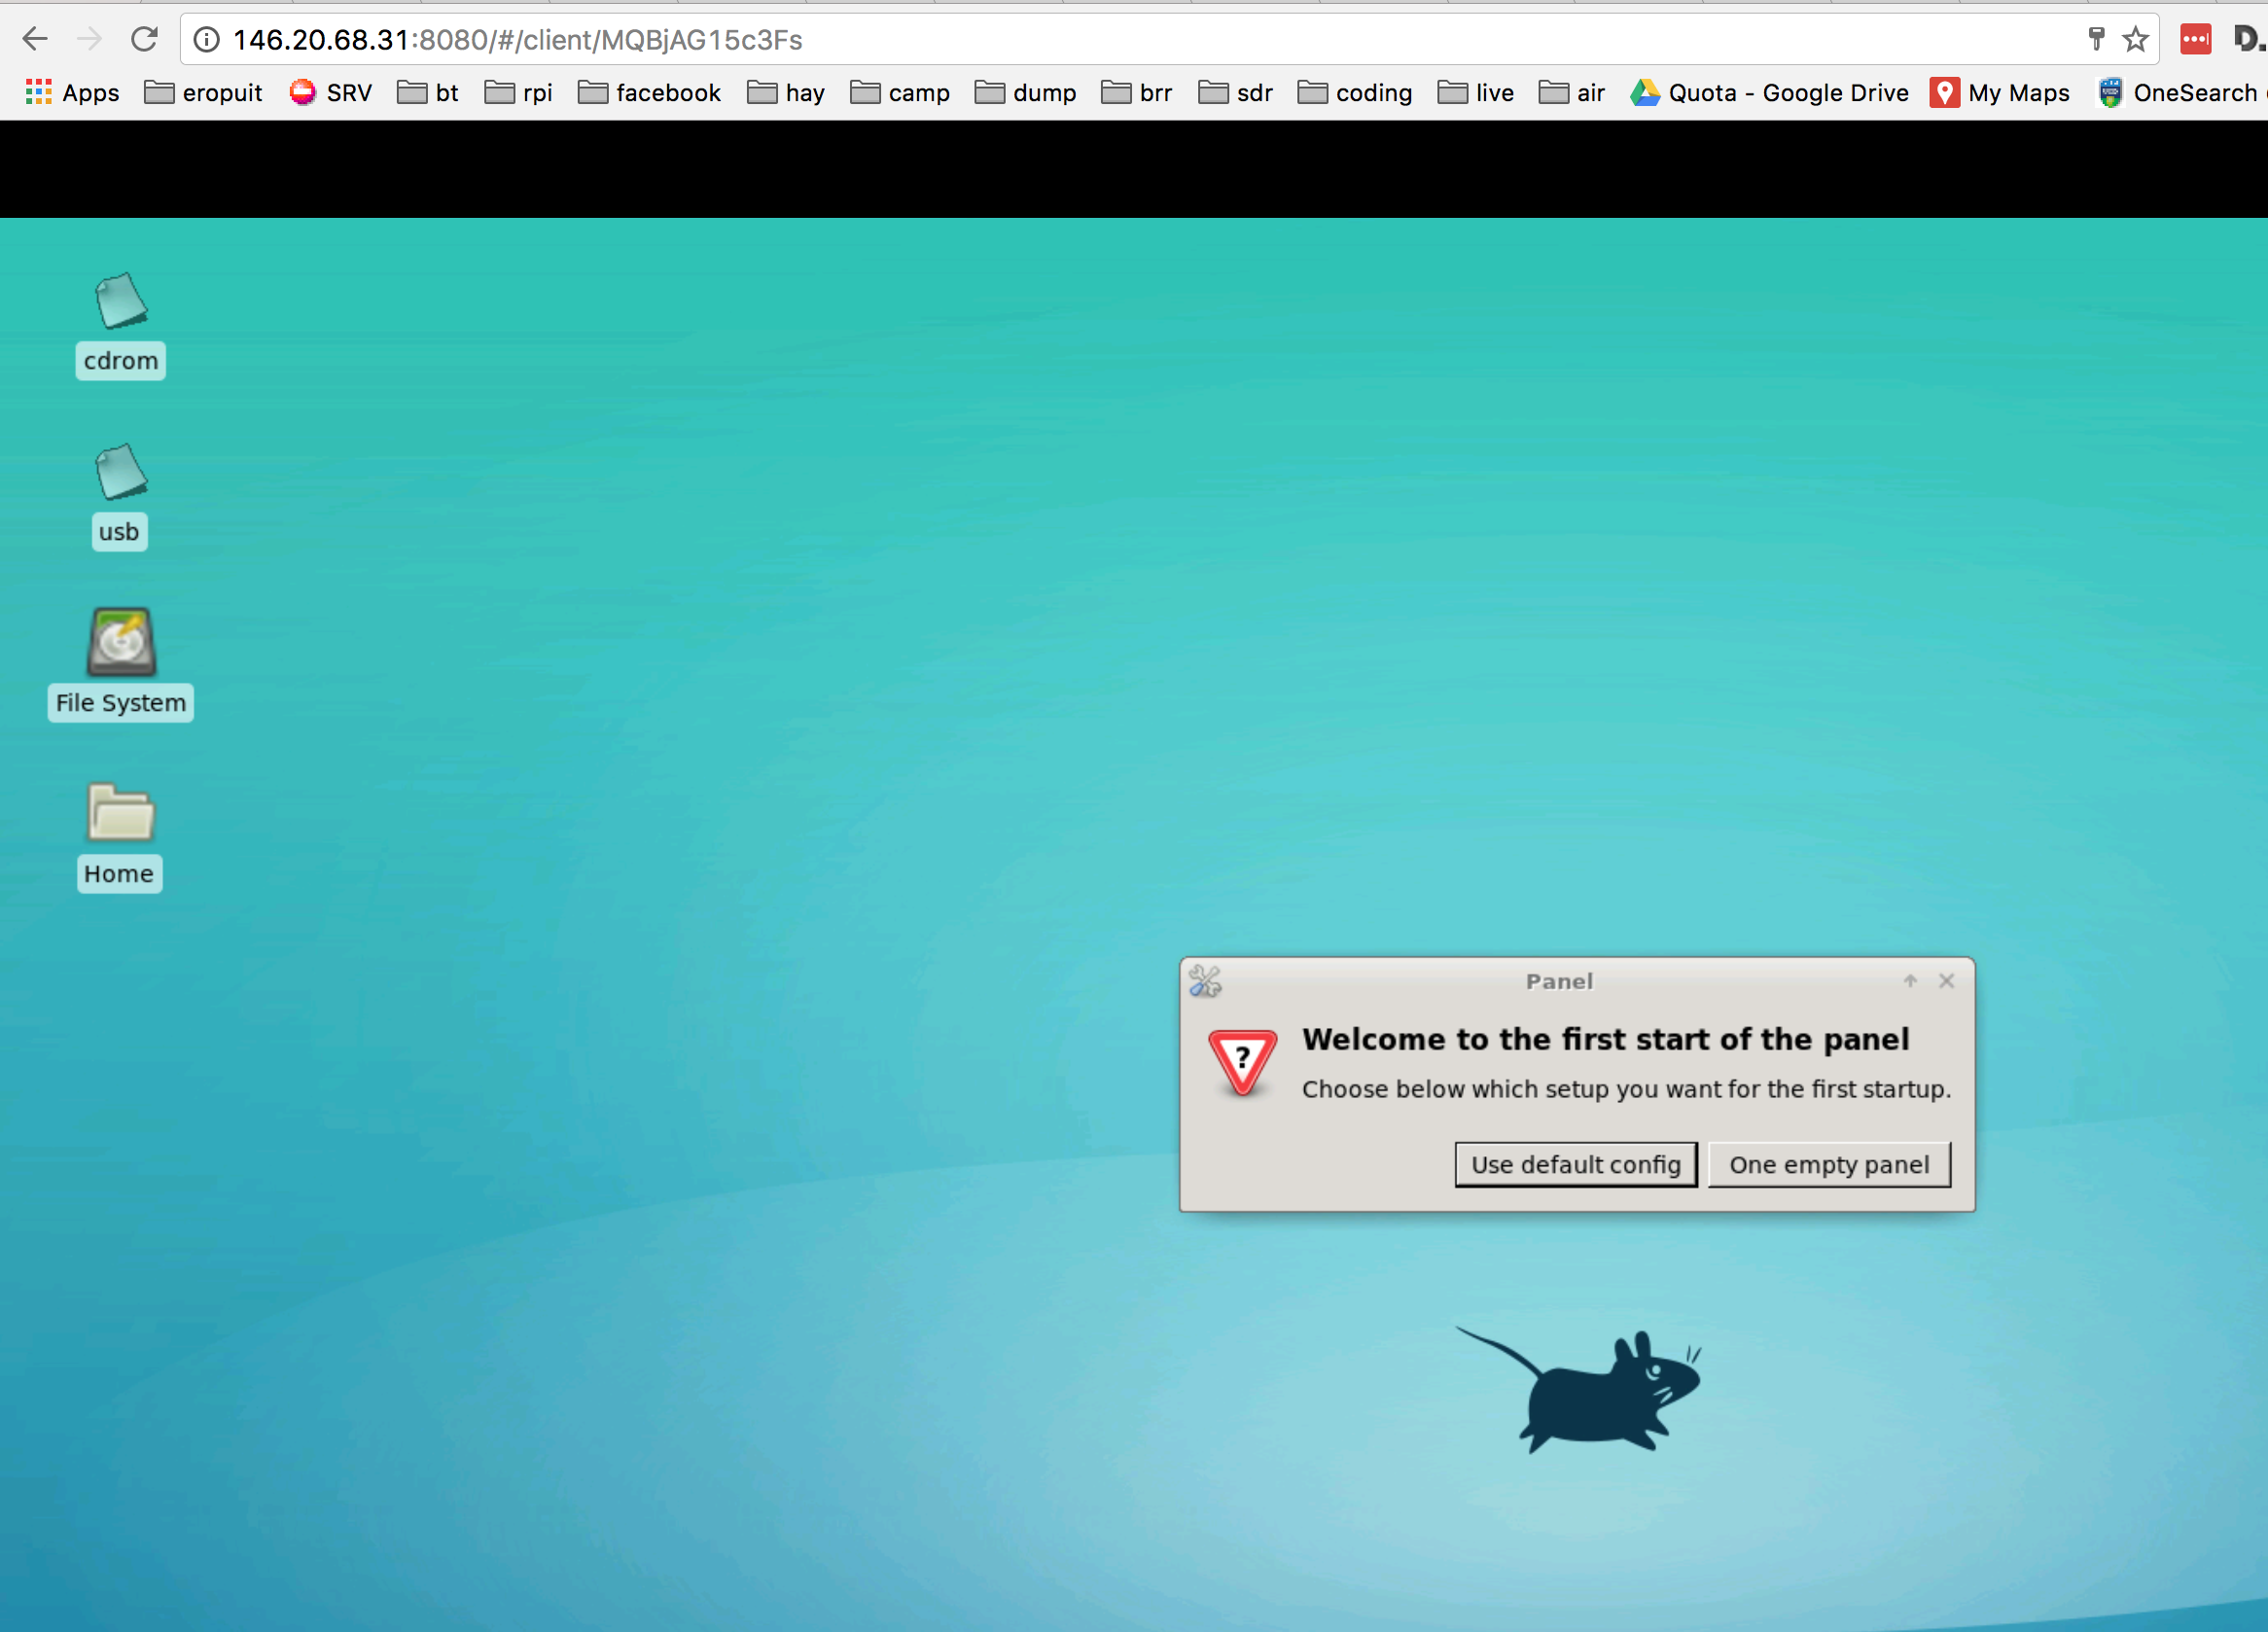 146.20.68.31:8080/#/client/MQBjAG15c3Fs
D.
Apps eropuit SRV bt rpi facebook hay camp dump brr sdr coding live air Quota - Google Drive My Maps OneSearch
cdrom
usb
File System
Home
Panel
Welcome to the first start of the panel
?
Choose below which setup you want for the first startup.
Use default config One empty panel